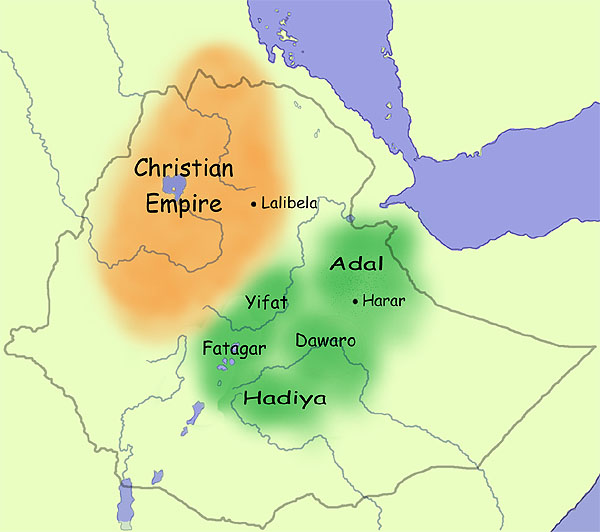 Christian
Empire
Lalibela
Adal
Yifat
Harar
Fatagar
Dawaro
Hadiya